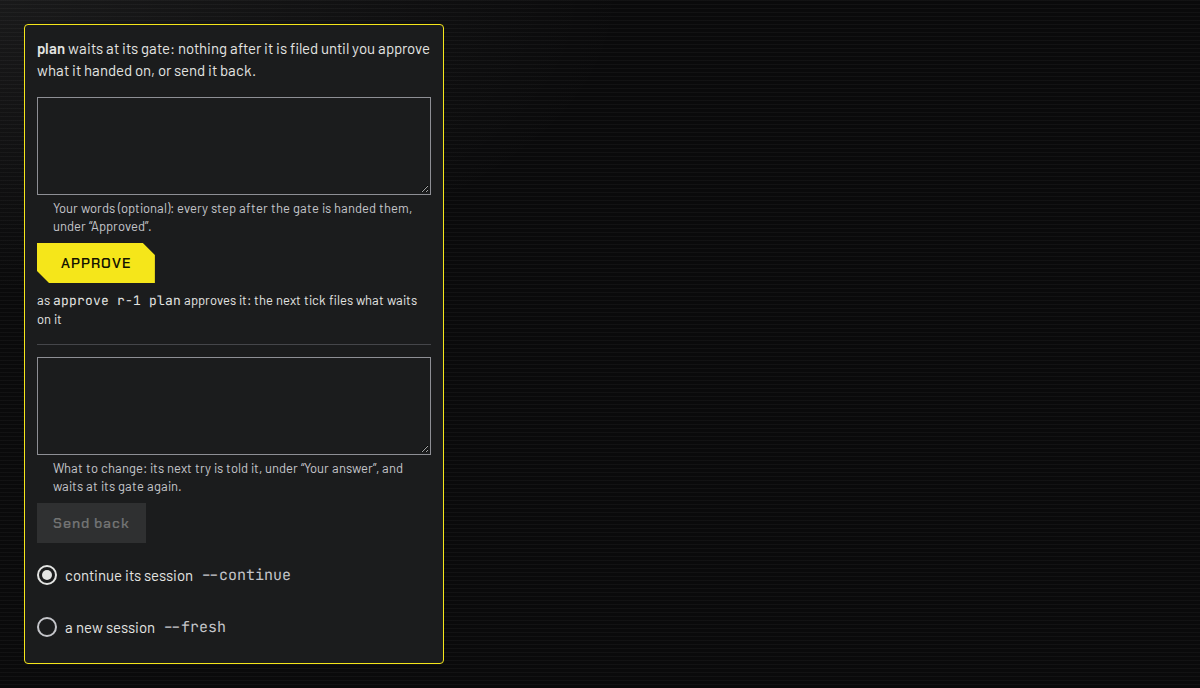 plan waits at its gate: nothing after it is filed until you approve
what it handed on, or send it back.
Your words (optional): every step after the gate is handed them,
under “Approved”.
APPROVE
as approve r-1 plan approves it: the next tick files what waits
on it
What to change: its next try is told it, under “Your answer”, and
waits at its gate again.
Send back
continue its session --continue
a new session --fresh